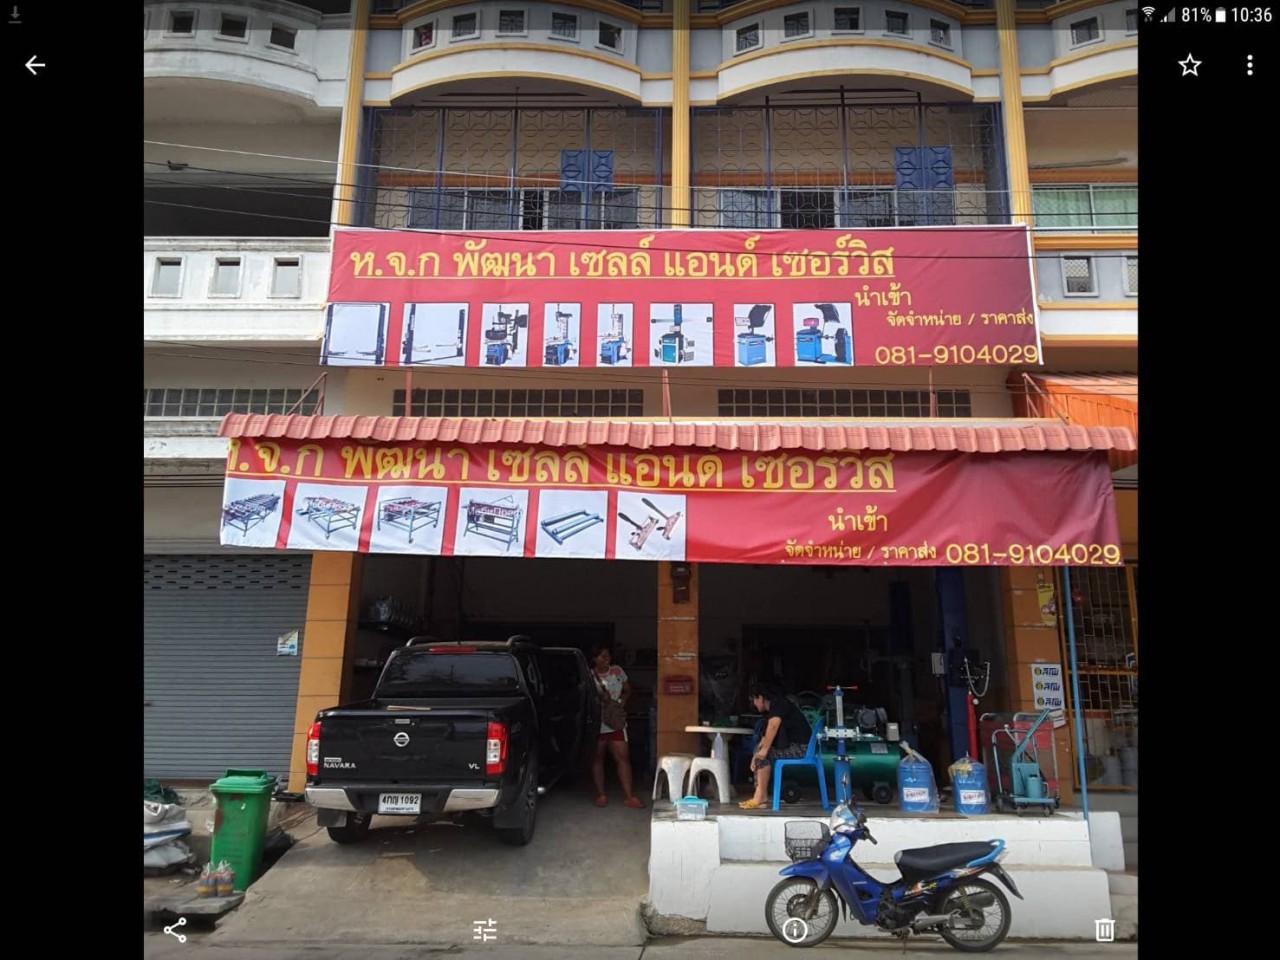 81% 10:36
ห.จ.ก พัฒนา เซลล์ แอนด์ เซอร์วิส
นำเข้า
จัดจำหน่าย / ราคาส่ง
081-9104029
ห.จ.ก พัฒนา เซลล์ แอนด์ เซอร์วิส
นำเข้า
จัดจำหน่าย / ราคาส่ง 081-9104029
NAVARA VL
1092